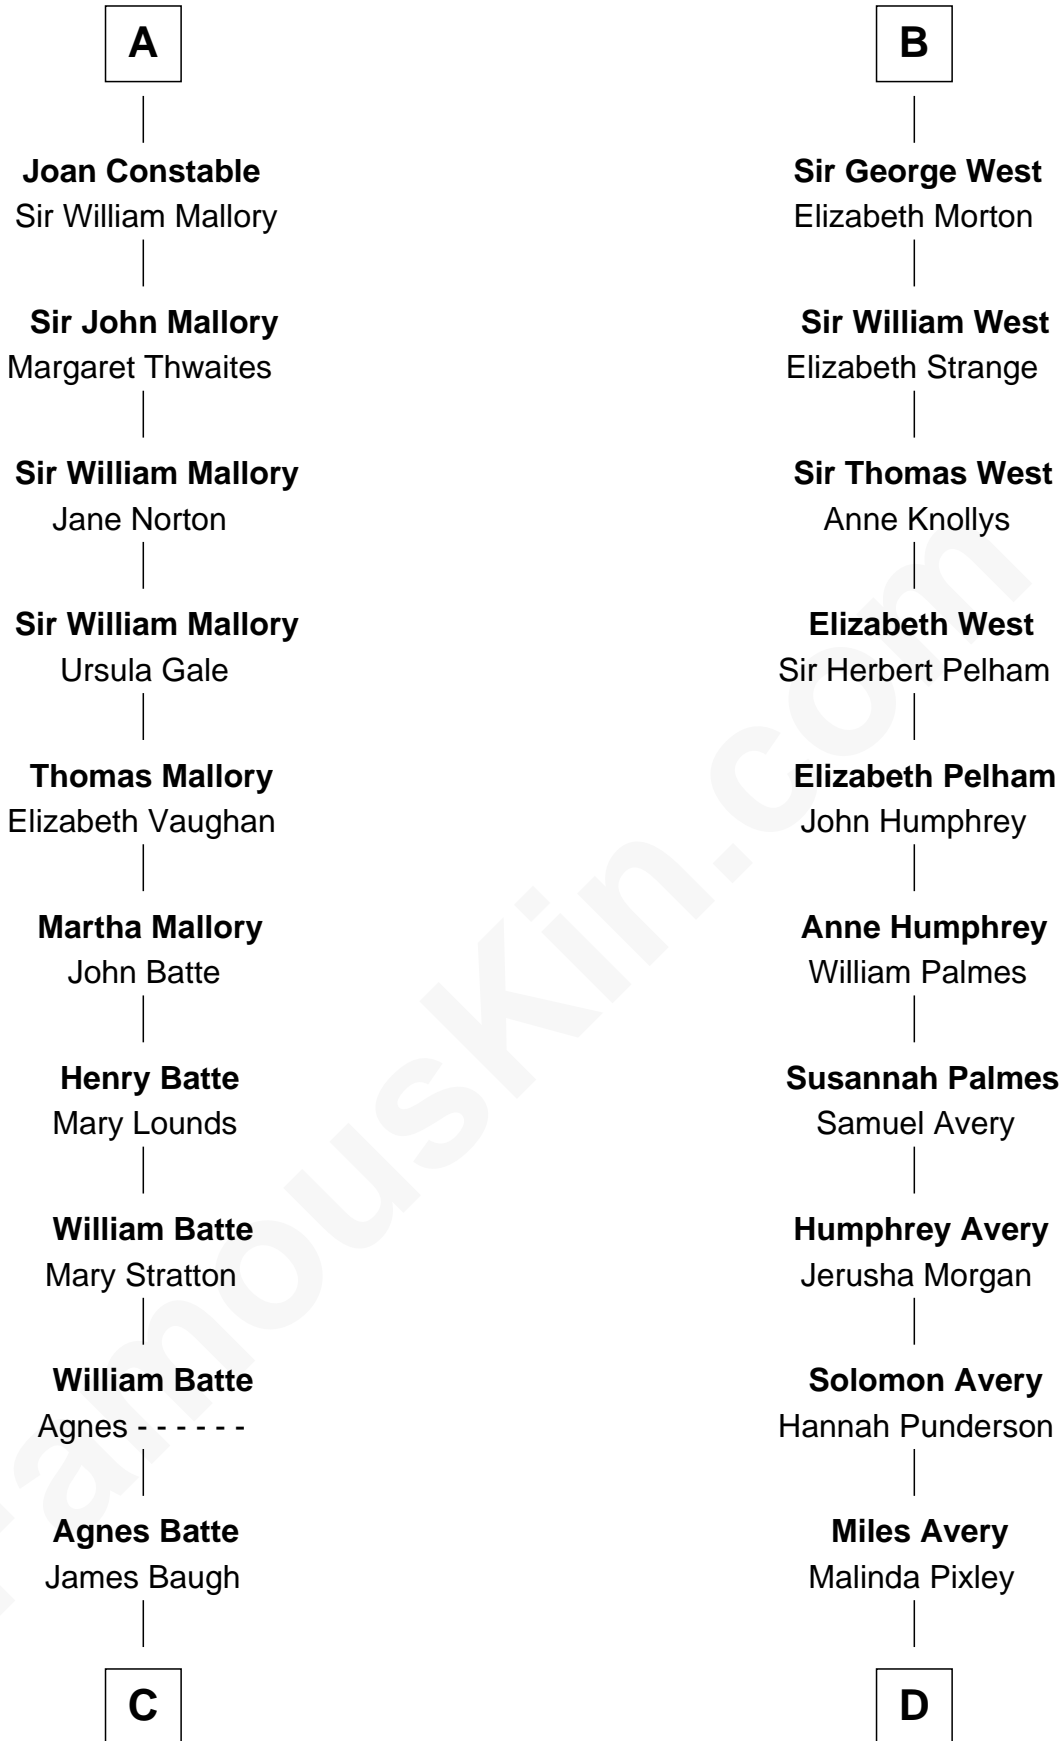 A
Joan Constable
Sir William Mallory
Sir John Mallory
Margaret Thwaites
Sir William Mallory
Jane Norton
Sir William Mallory
Ursula Gale
Thomas Mallory
Elizabeth Vaughan
Martha Mallory
John Batte
Henry Batte
Mary Lounds
William Batte
Mary Stratton
William Batte
Agnes - - - - - -
Agnes Batte
James Baugh
C
B
Sir George West
Elizabeth Morton
Sir William West
Elizabeth Strange
Sir Thomas West
Anne Knollys
Elizabeth West
Sir Herbert Pelham
Elizabeth Pelham
John Humphrey
Anne Humphrey
William Palmes
Susannah Palmes
Samuel Avery
Humphrey Avery
Jerusha Morgan
Solomon Avery
Hannah Punderson
Miles Avery
Malinda Pixley
D
FamousKin.com